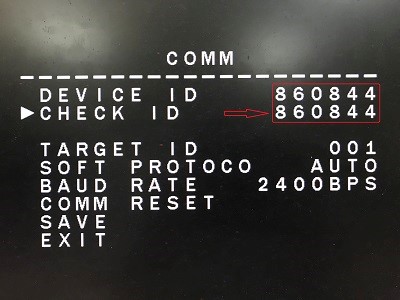 COMM
DEVICE ID 860844
CHECK ID 860844
TARGET ID 001
SOFT PROTOCO AUTO
BAUD RATE 2400BPS
COMM RESET
SAVE
EXIT